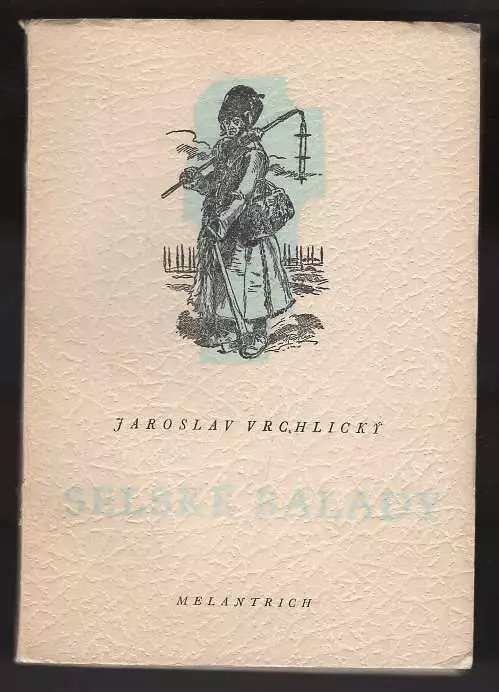 JAROSLAV VRCHLICKÝ
SELSKÉ BALADY
MELANTRICH